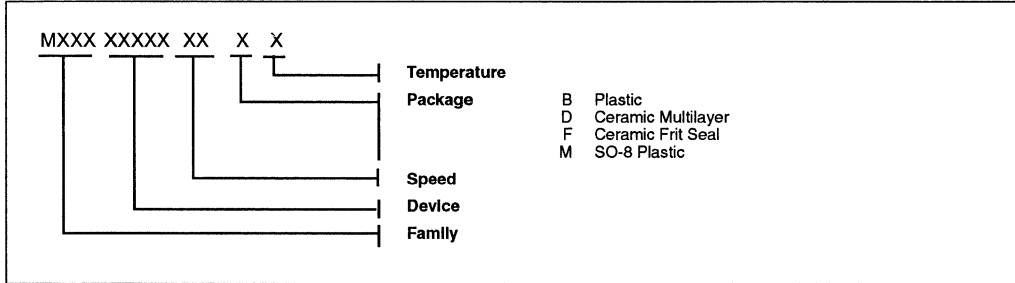 MXXX XXXXX XX X X
Temperature
Package B Plastic
D Ceramic Multilayer
F Ceramic Frit Seal
M SO-8 Plastic
Speed
Device
Family